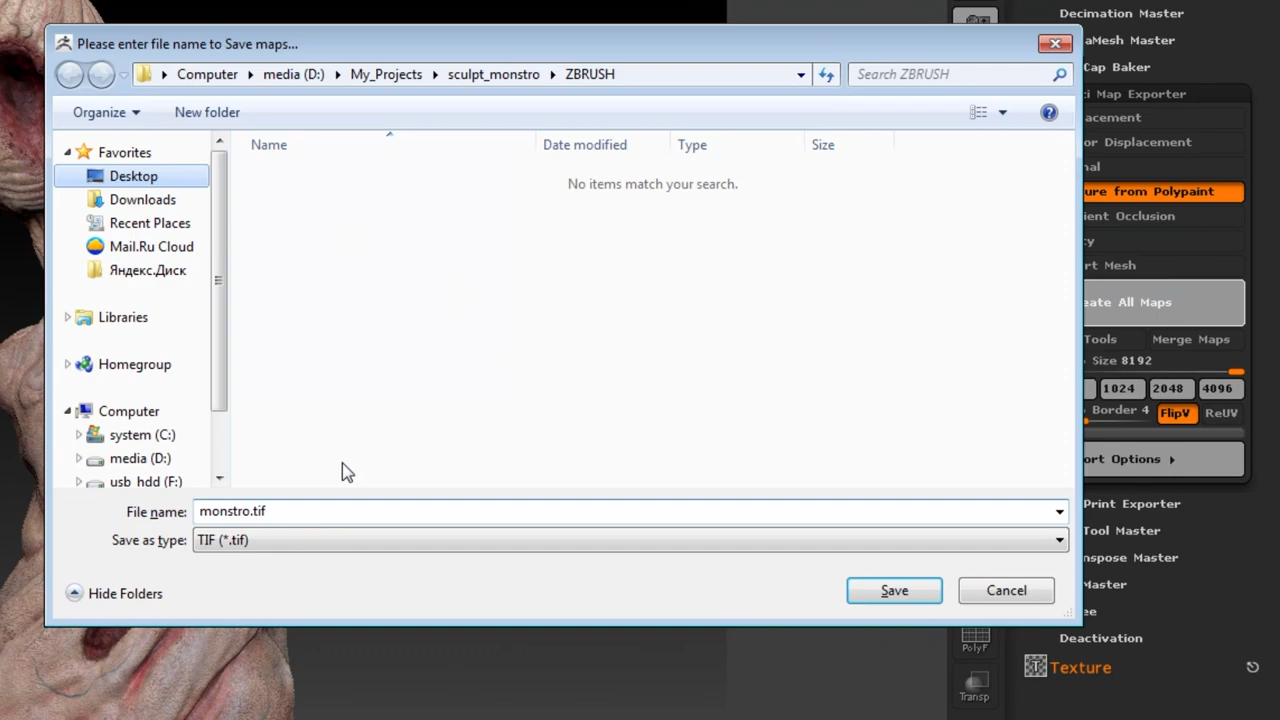 Please enter file name to Save maps...
Computer media (D:) My_Projects sculpt_monstro ZBRUSH
Search ZBRUSH
Organize
New folder
Name
Date modified
Type
Size
No items match your search.
Favorites
Desktop
Downloads
Recent Places
Mail.Ru Cloud
Яндекс.Диск
Libraries
Homegroup
Computer
system (C:)
media (D:)
usb_hdd (F:)
File name:
monstro.tif
Save as type:
TIF (*.tif)
Hide Folders
Save
Cancel
Decimation Master
aMesh Master
Cap Baker
i Map Exporter
acement
or Displacement
nal
ure from Polypaint
ient Occlusion
ty
rt Mesh
eate All Maps
Tools
Merge Maps
Size 8192
1024
2048
4096
Border 4
FlipV
ReUV
ort Options
Print Exporter
Tool Master
nspose Master
Master
ee
Deactivation
PolyF
Texture
Transp